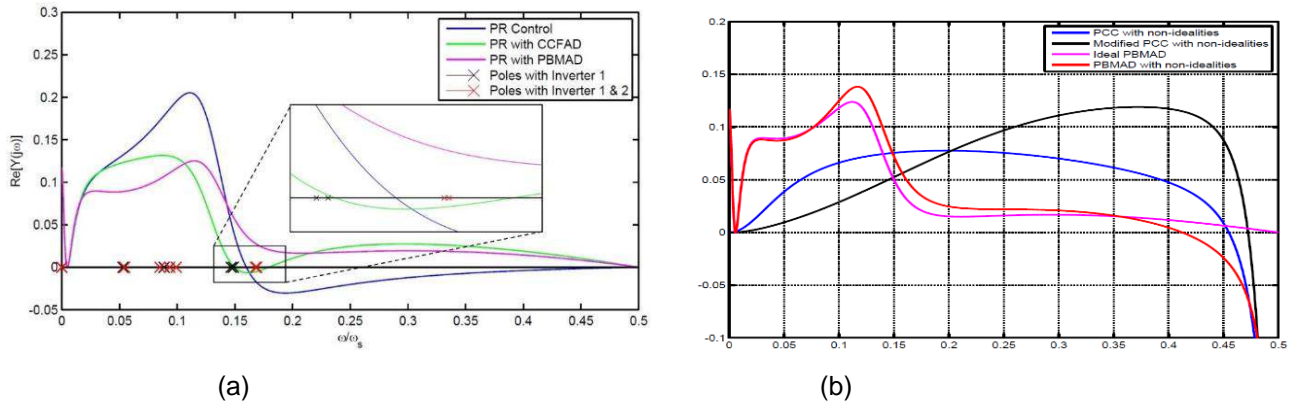 0.3
0.25
0.2
0.15
0.1
0.05
0
-0.05
Re[Y(jω)]
0 0.05 0.1 0.15 0.2 0.25 0.3 0.35 0.4 0.45 0.5
ω/ωs
PR Control
PR with CCFAD
PR with PBMAD
Poles with Inverter 1
Poles with Inverter 1 & 2
(a)
0.2
0.15
0.1
0.05
0
-0.05
-0.1
0 0.05 0.1 0.15 0.2 0.25 0.3 0.35 0.4 0.45 0.5
PCC with non-idealities
Modified PCC with non-idealities
Ideal PBMAD
PBMAD with non-idealities
(b)